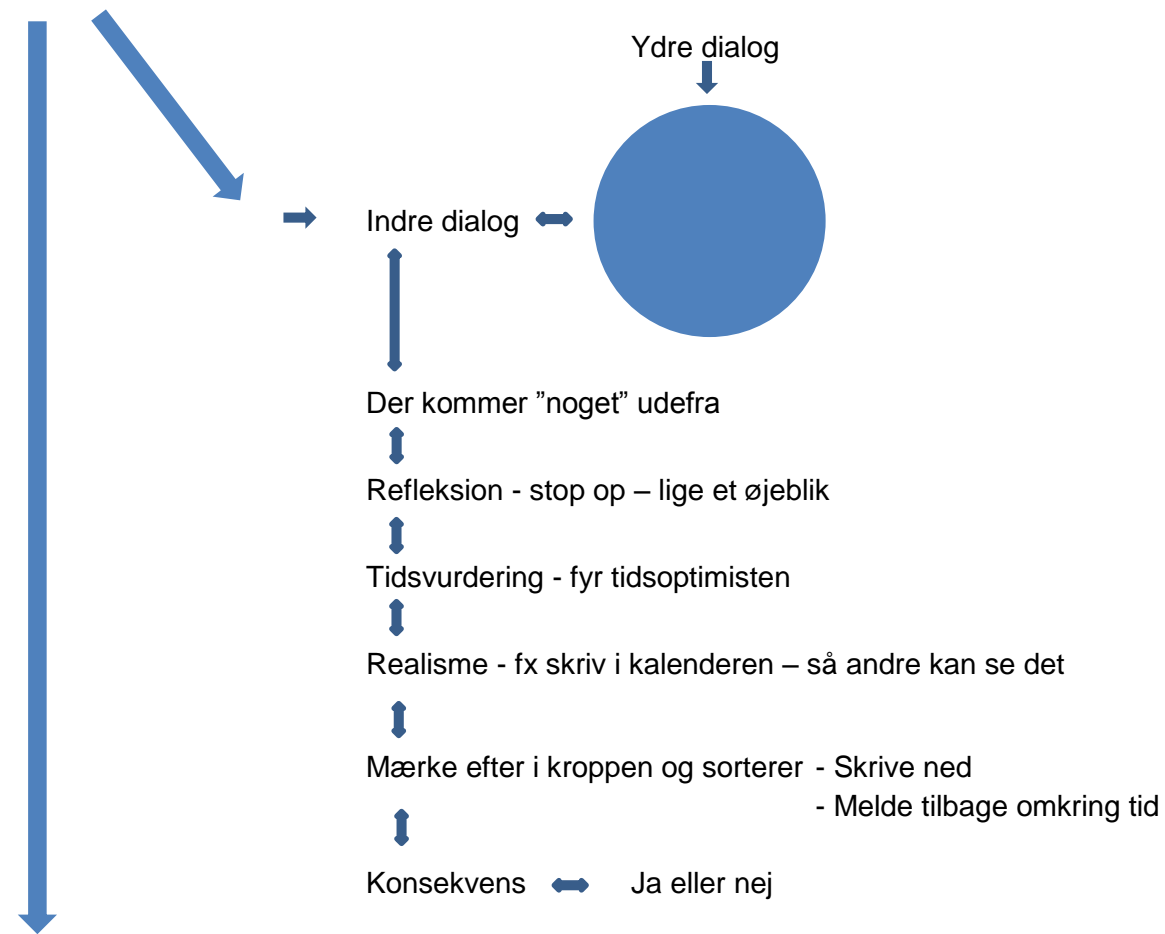 Ydre dialog
Indre dialog
Der kommer ”noget” udefra
Refleksion - stop op – lige et øjeblik
Tidsvurdering - fyr tidsoptimisten
Realisme - fx skriv i kalenderen – så andre kan se det
Mærke efter i kroppen og sorterer - Skrive ned
- Melde tilbage omkring tid
Konsekvens Ja eller nej